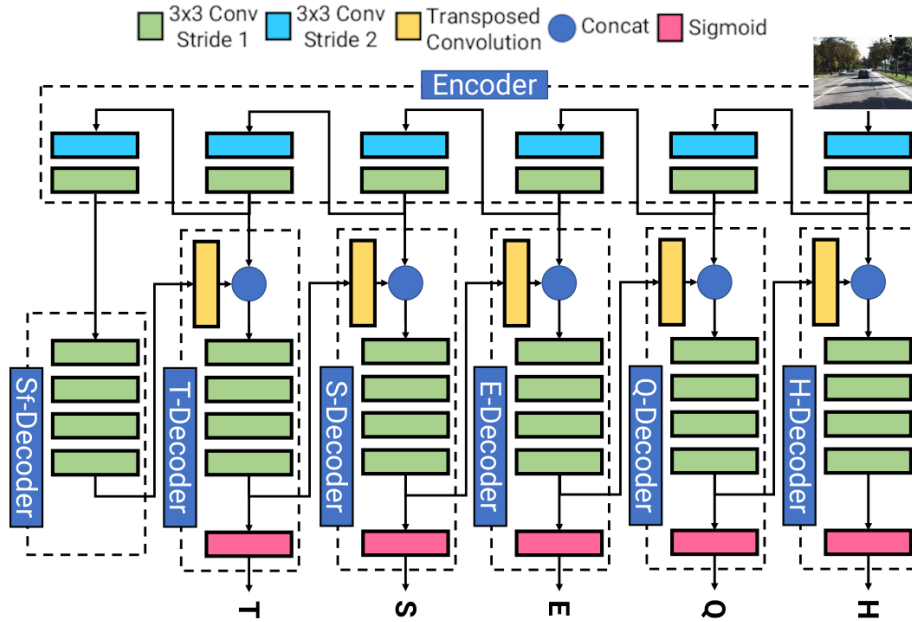 3x3 Conv
Stride 1
3x3 Conv
Stride 2
Transposed
Convolution
Concat
Sigmoid
Encoder
Sf-Decoder
T-Decoder
S-Decoder
E-Decoder
Q-Decoder
H-Decoder
T
S
E
Q
H